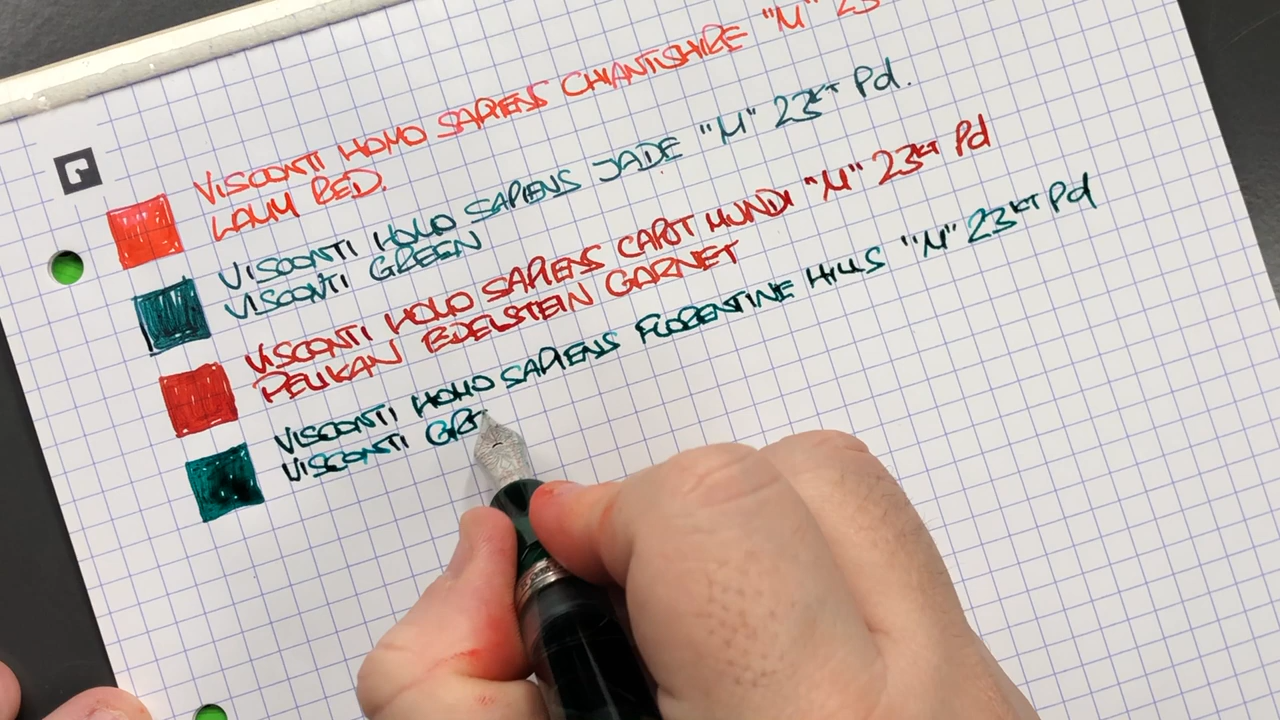 VISCONTI HOMO SAPIENS CHIANTISHIRE "M" 23
LAMY RED.
VISCONTI HOMO SAPIENS JADE "M" 23KT Pd.
VISCONTI GREEN
VISCONTI HOMO SAPIENS CAPUT MUNDI "M" 23KT Pd
PELIKAN EDELSTEIN GARNET
VISCONTI HOMO SAPIENS FLORENTINE HILLS "M" 23KT Pd
VISCONTI GRE